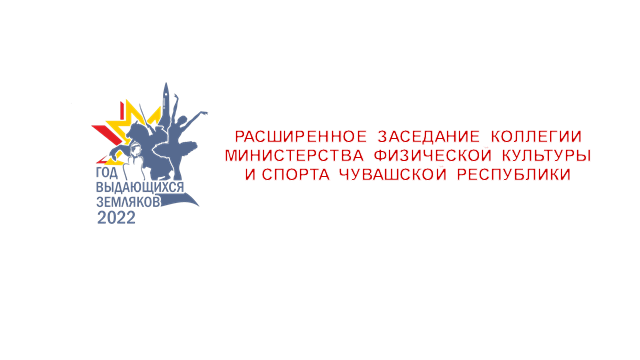 РАСШИРЕННОЕ ЗАСЕДАНИЕ КОЛЛЕГИИ
МИНИСТЕРСТВА ФИЗИЧЕСКОЙ КУЛЬТУРЫ
И СПОРТА ЧУВАШСКОЙ РЕСПУБЛИКИ
ГОД
ВЫДАЮЩИХСЯ
ЗЕМЛЯКОВ
2022